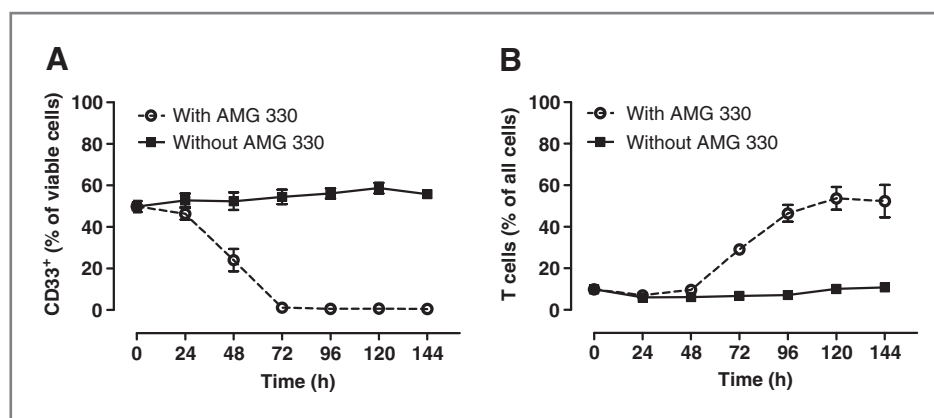 A
CD33⁺ (% of viable cells)
100
80
60
40
20
0
With AMG 330
Without AMG 330
0 24 48 72 96 120 144
Time (h)
B
T cells (% of all cells)
100
80
60
40
20
0
With AMG 330
Without AMG 330
0 24 48 72 96 120 144
Time (h)